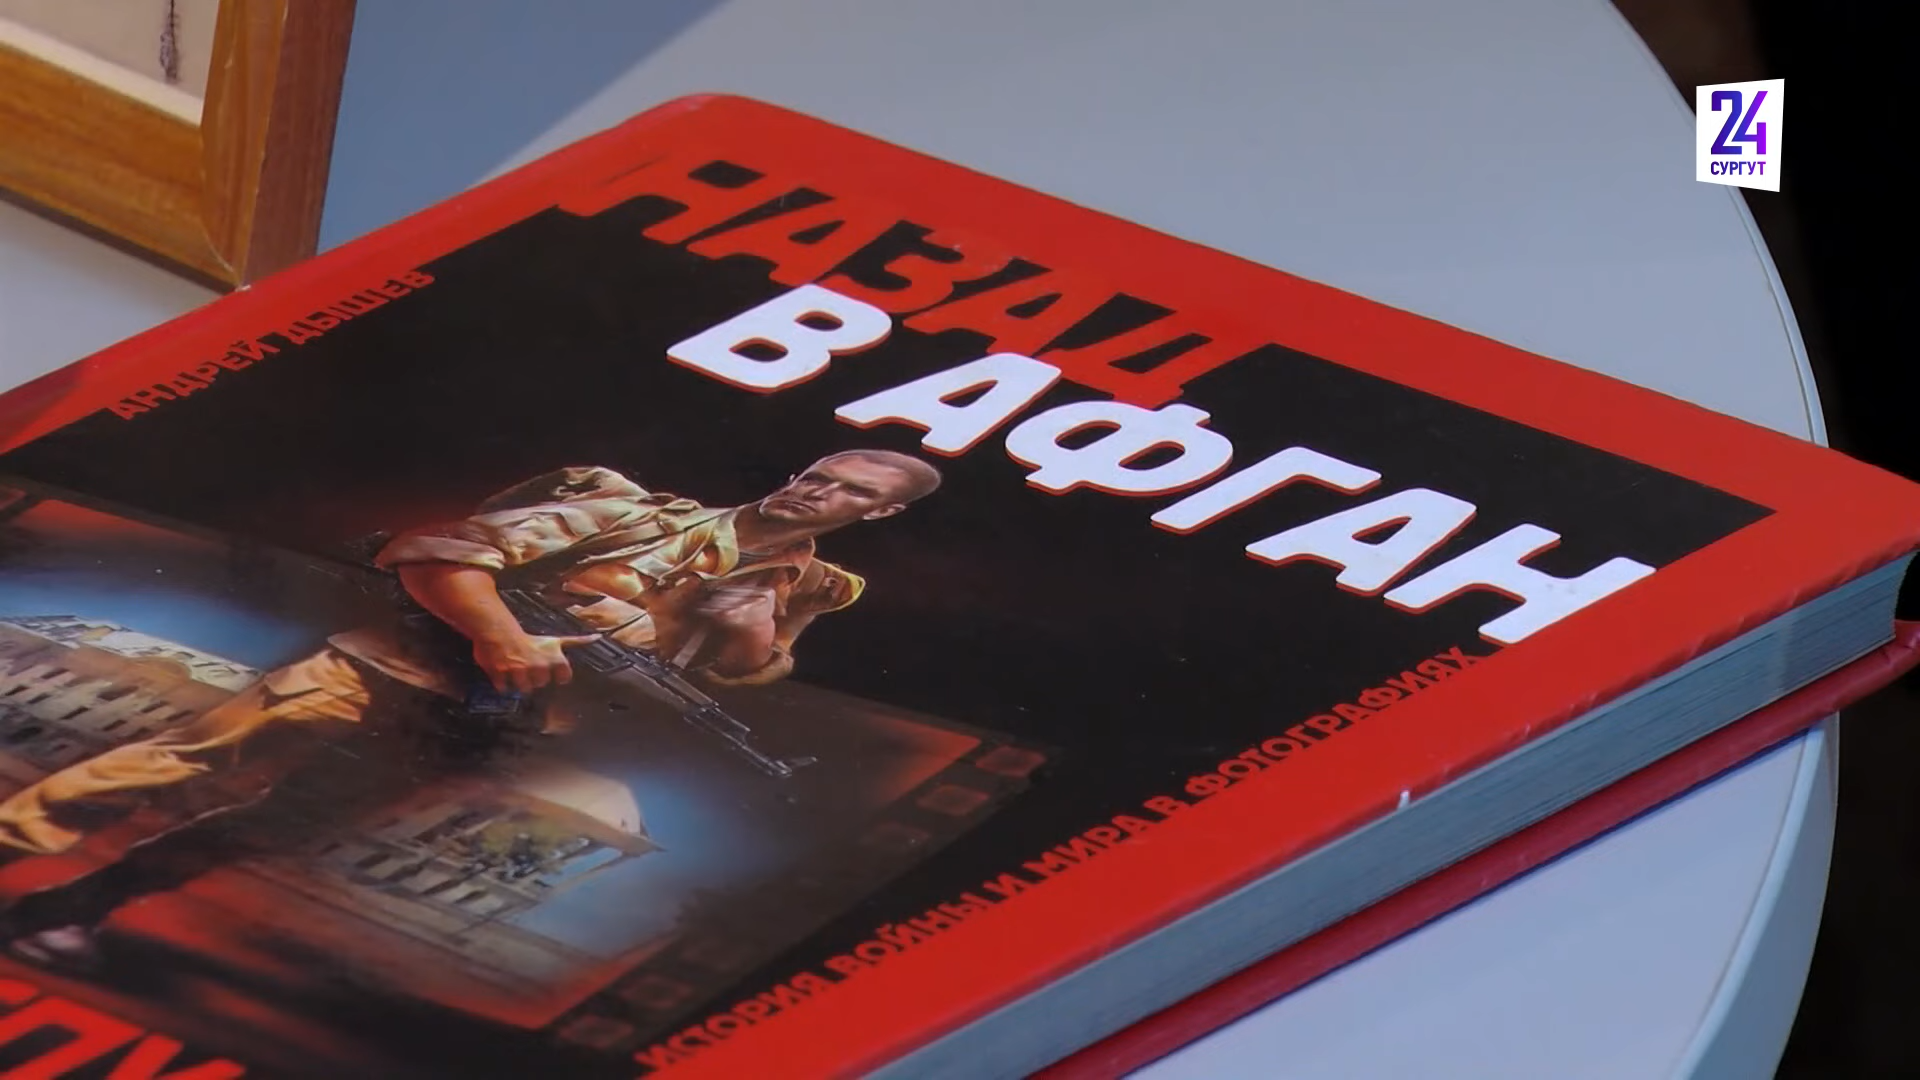 24
СУРГУТ
АНДРЕЙ ДЫШЕВ
НАЗАД
В АФГАН
ИСТОРИЯ ВОЙНЫ И МИРА В ФОТОГРАФИЯХ